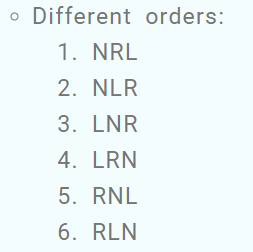 Different orders:
1. NRL
2. NLR
3. LNR
4. LRN
5. RNL
6. RLN